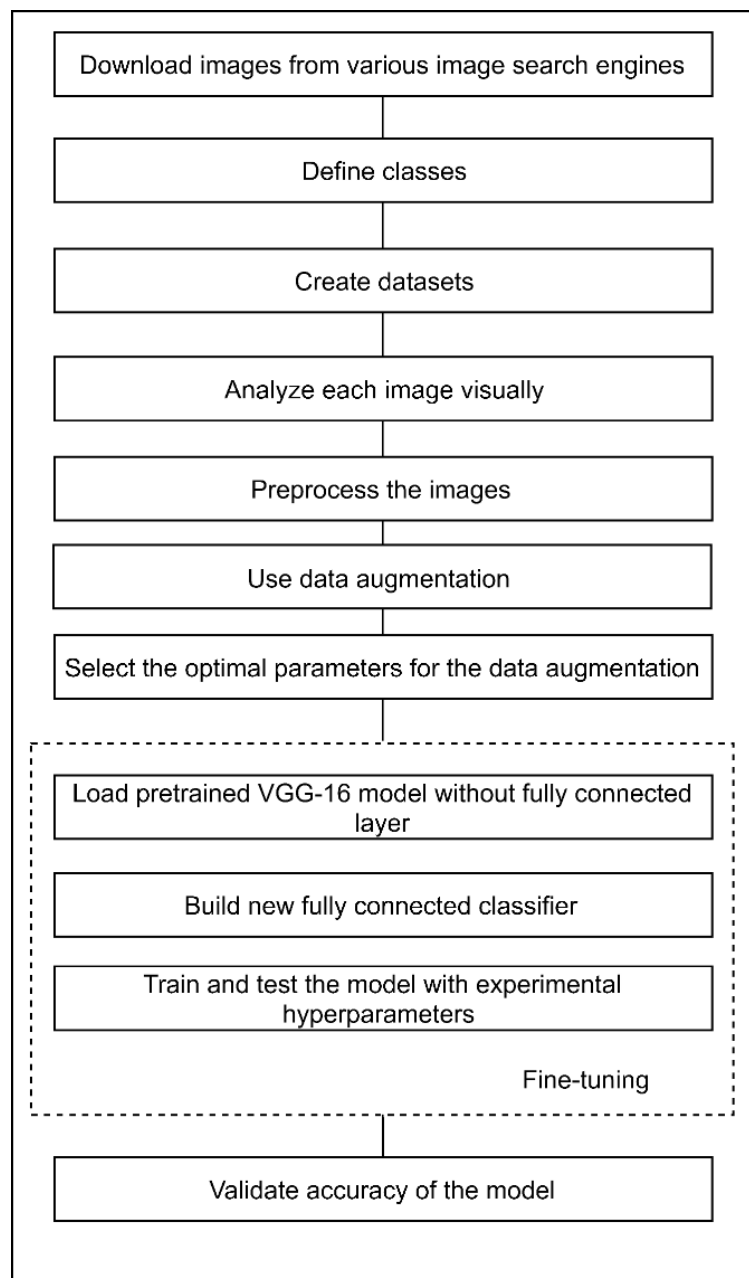 Download images from various image search engines
Define classes
Create datasets
Analyze each image visually
Preprocess the images
Use data augmentation
Select the optimal parameters for the data augmentation
Load pretrained VGG-16 model without fully connected
layer
Build new fully connected classifier
Train and test the model with experimental
hyperparameters
Fine-tuning
Validate accuracy of the model